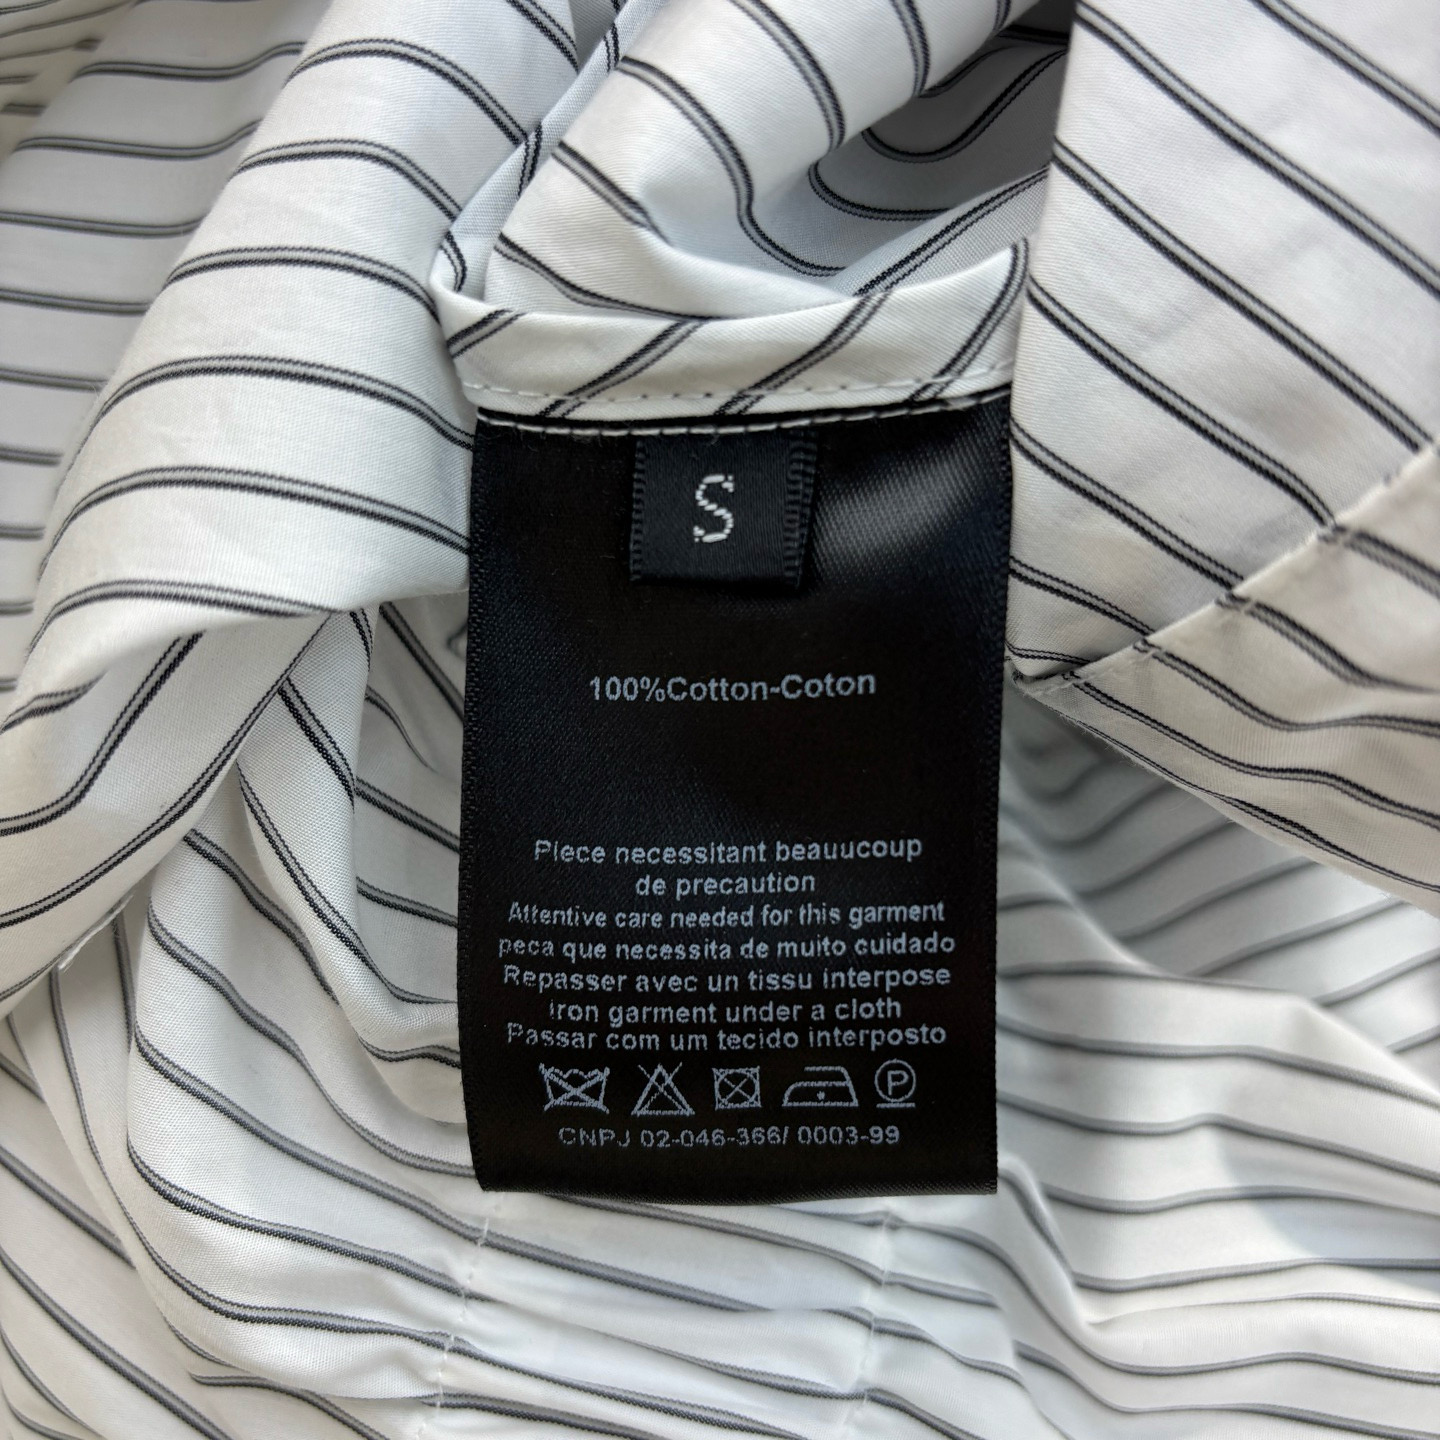 S
100%Cotton-Coton
Piece necessitant beauucoup
de precaution
Attentive care needed for this garment
peca que necessita de muito cuidado
Repasser avec un tissu interpose
Iron garment under a cloth
Passar com um tecido interposto
P
CNPJ 02-046-366/ 0003-99